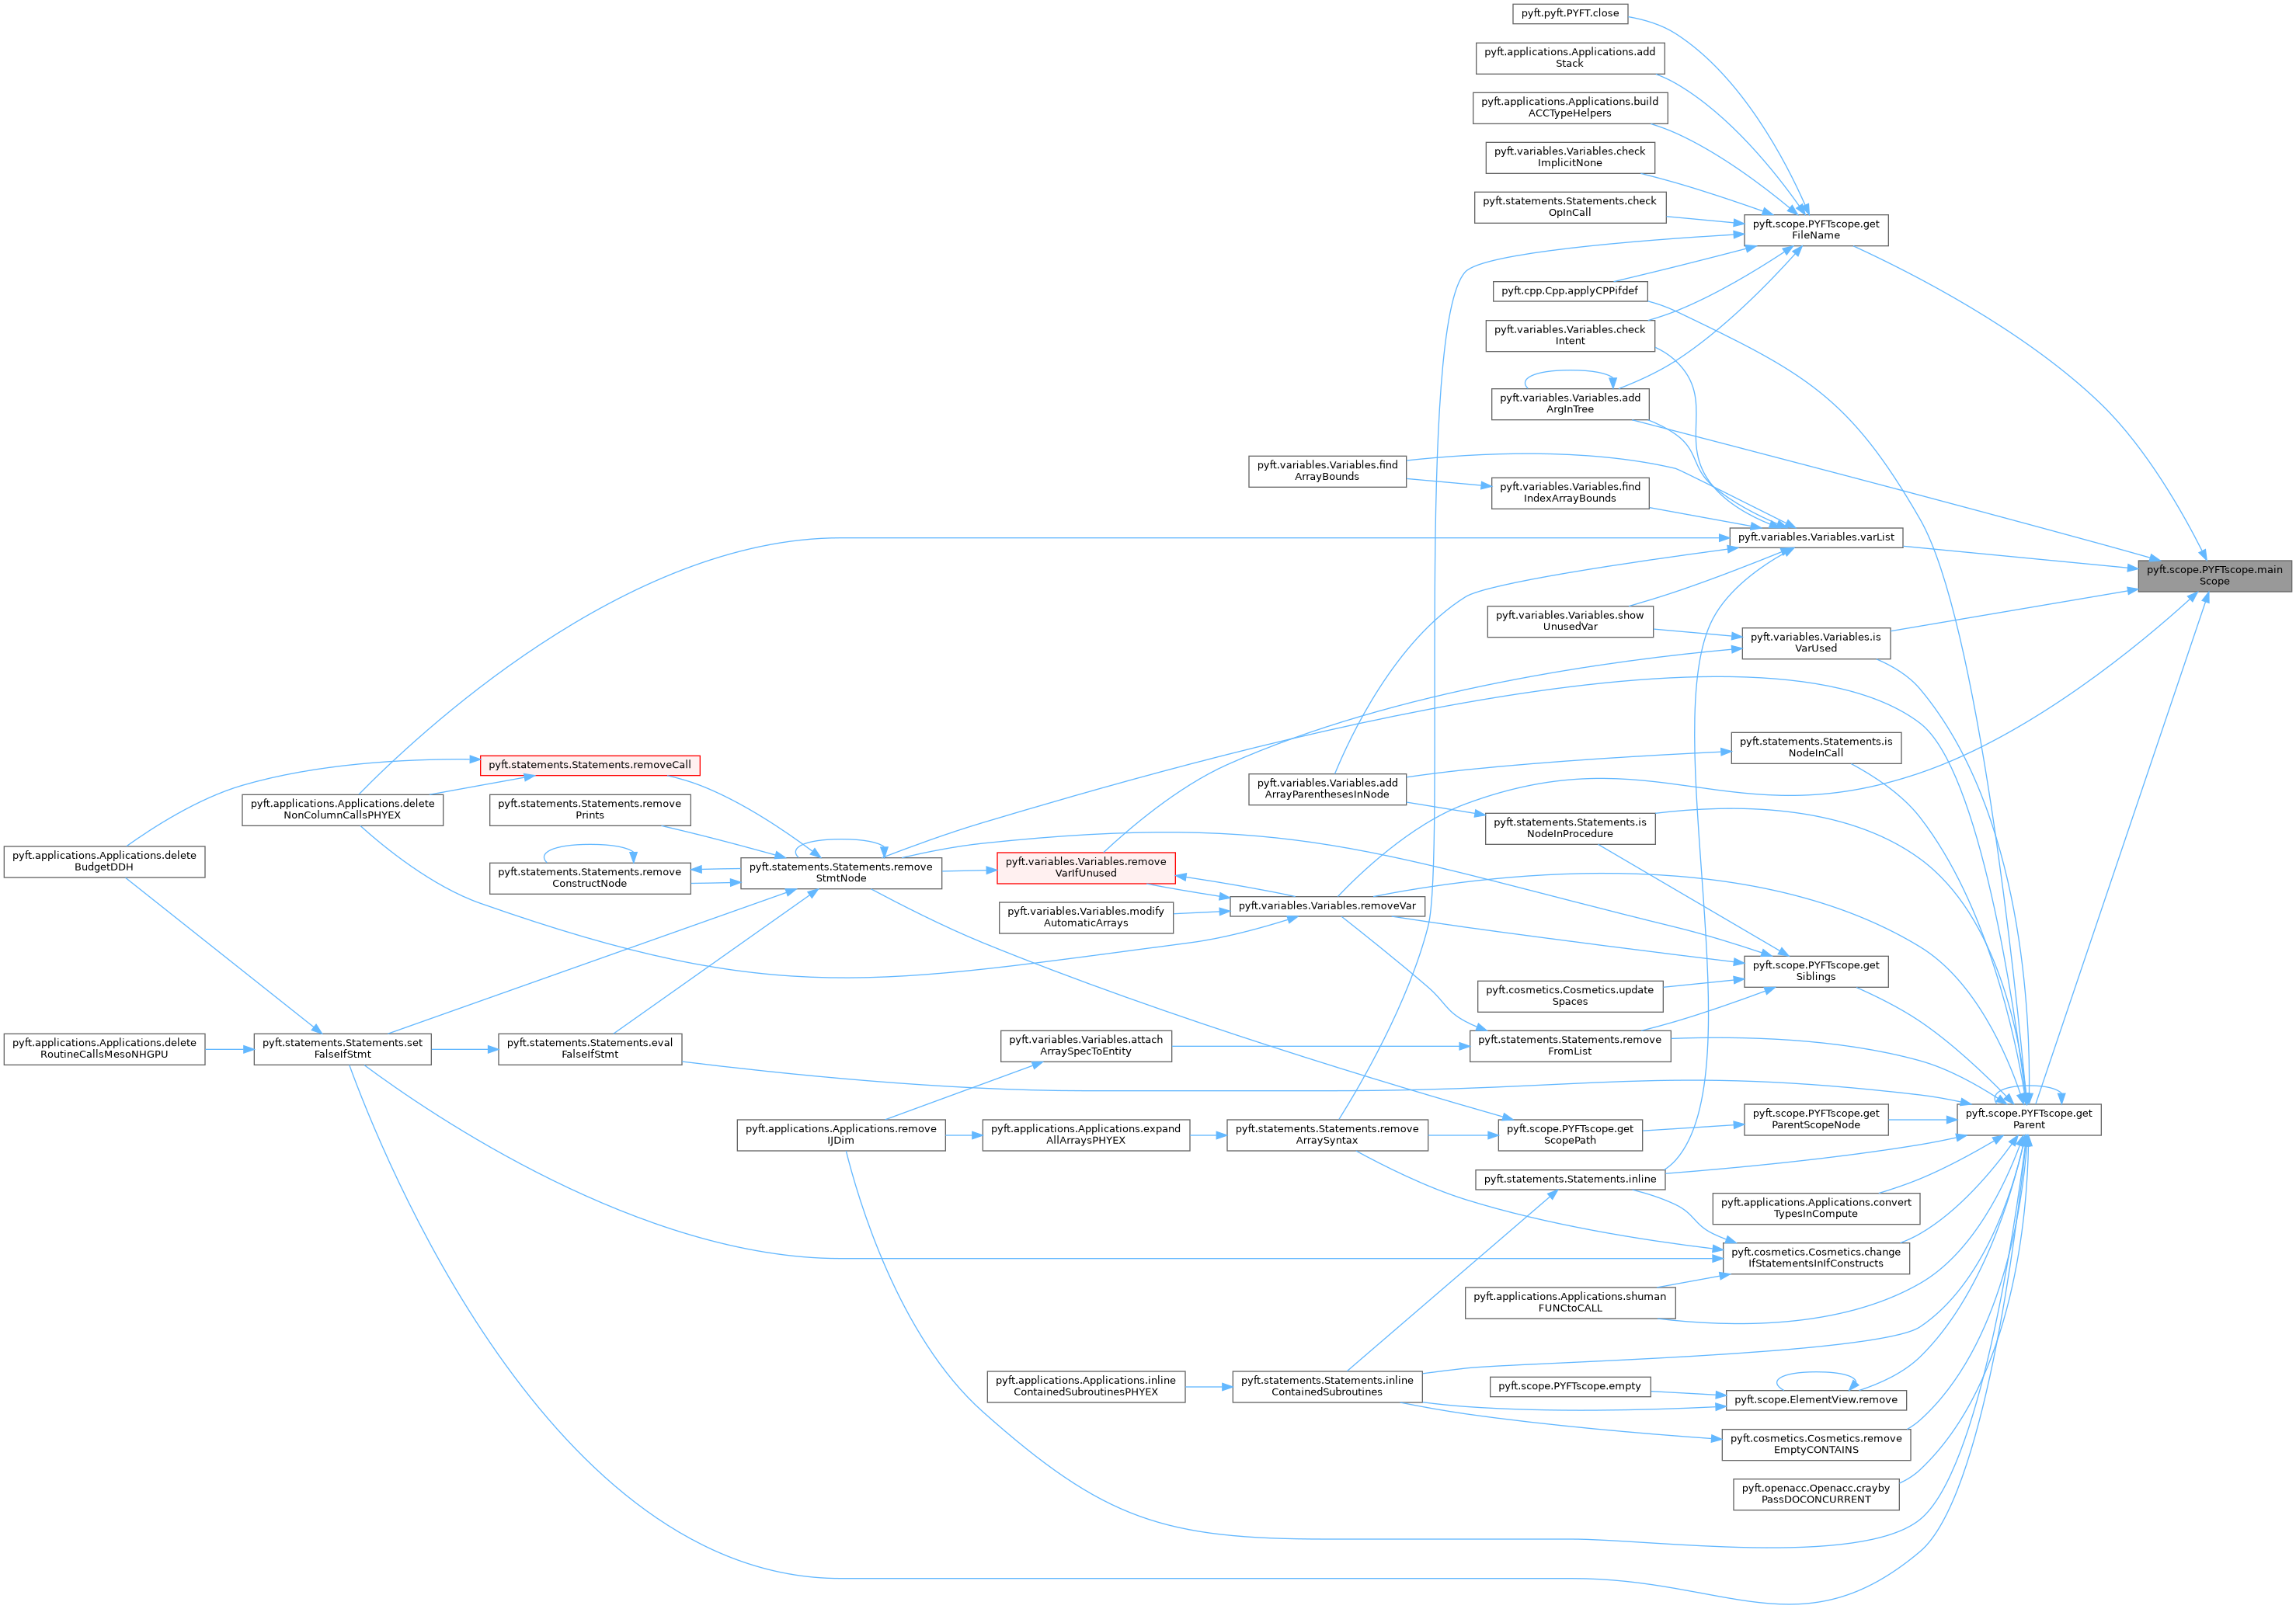 pyft.pyft.PYFT.close
pyft.applications.Applications.add
Stack
pyft.applications.Applications.build
ACCTypeHelpers
pyft.variables.Variables.check
ImplicitNone
pyft.statements.Statements.check
OpInCall
pyft.scope.PYFTscope.get
FileName
pyft.cpp.Cpp.applyCPPifdef
pyft.variables.Variables.check
Intent
pyft.variables.Variables.add
ArgInTree
pyft.variables.Variables.find
ArrayBounds
pyft.variables.Variables.find
IndexArrayBounds
pyft.variables.Variables.varList
pyft.scope.PYFTscope.main
Scope
pyft.variables.Variables.show
UnusedVar
pyft.variables.Variables.is
VarUsed
pyft.statements.Statements.is
NodeInCall
pyft.statements.Statements.removeCall
pyft.variables.Variables.add
ArrayParenthesesInNode
pyft.applications.Applications.delete
NonColumnCallsPHYEX
pyft.statements.Statements.remove
Prints
pyft.statements.Statements.is
NodeInProcedure
pyft.applications.Applications.delete
BudgetDDH
pyft.statements.Statements.remove
ConstructNode
pyft.statements.Statements.remove
StmtNode
pyft.variables.Variables.remove
VarIfUnused
pyft.variables.Variables.removeVar
pyft.variables.Variables.modify
AutomaticArrays
pyft.scope.PYFTscope.get
Siblings
pyft.cosmetics.Cosmetics.update
Spaces
pyft.applications.Applications.delete
RoutineCallsMesoNHGPU
pyft.statements.Statements.set
FalseIfStmt
pyft.statements.Statements.eval
FalseIfStmt
pyft.variables.Variables.attach
ArraySpecToEntity
pyft.statements.Statements.remove
FromList
pyft.applications.Applications.remove
IJDim
pyft.applications.Applications.expand
AllArraysPHYEX
pyft.statements.Statements.remove
ArraySyntax
pyft.scope.PYFTscope.get
ScopePath
pyft.scope.PYFTscope.get
ParentScopeNode
pyft.scope.PYFTscope.get
Parent
pyft.statements.Statements.inline
pyft.applications.Applications.convert
TypesInCompute
pyft.cosmetics.Cosmetics.change
IfStatementsInIfConstructs
pyft.applications.Applications.shuman
FUNCtoCALL
pyft.applications.Applications.inline
ContainedSubroutinesPHYEX
pyft.statements.Statements.inline
ContainedSubroutines
pyft.scope.PYFTscope.empty
pyft.scope.ElementView.remove
pyft.cosmetics.Cosmetics.remove
EmptyCONTAINS
pyft.openacc.Openacc.crayby
PassDOCONCURRENT